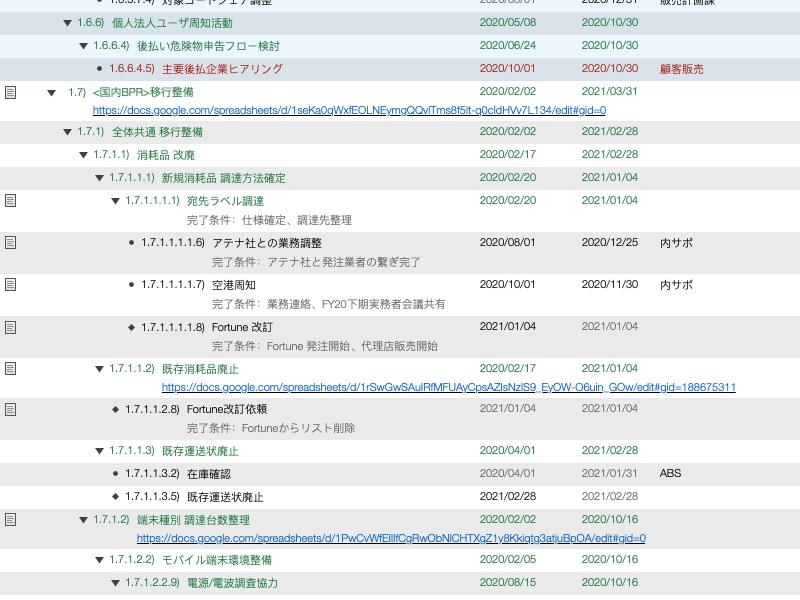 1.6.5.7.4) 対象コードシェア調整 2020/10/01 2020/12/31 販売計画課
▼ 1.6.6) 個人法人ユーザ周知活動 2020/05/08 2020/10/30
▼ 1.6.6.4) 後払い危険物申告フロー検討 2020/06/24 2020/10/30
● 1.6.6.4.5) 主要後払企業ヒアリング 2020/10/01 2020/10/30 顧客販売
▼ 1.7) <国内BPR>移行整備 2020/02/02 2021/03/31
https://docs.google.com/spreadsheets/d/1seKa0qWxfEOLNEymgQQvlTms8f5lt-q0cIdHVv7L134/edit#gid=0
▼ 1.7.1) 全体共通 移行整備 2020/02/02 2021/02/28
▼ 1.7.1.1) 消耗品 改廃 2020/02/17 2021/02/28
▼ 1.7.1.1.1) 新規消耗品 調達方法確定 2020/02/20 2021/01/04
▼ 1.7.1.1.1.1) 宛先ラベル調達 2020/02/20 2021/01/04
完了条件: 仕様確定、調達先整理
● 1.7.1.1.1.1.6) アテナ社との業務調整 2020/08/01 2020/12/25 内サポ
完了条件: アテナ社と発注業者の繋ぎ完了
● 1.7.1.1.1.1.7) 空港周知 2020/10/01 2020/11/30 内サポ
完了条件: 業務連絡、FY20下期実務者会議共有
◆ 1.7.1.1.1.1.8) Fortune 改訂 2021/01/04 2021/01/04
完了条件: Fortune 発注開始、代理店販売開始
▼ 1.7.1.1.2) 既存消耗品廃止 2020/02/17 2021/01/04
https://docs.google.com/spreadsheets/d/1rSwGwSAuIRfMFUAyCpsAZIsNzIS9_EyOW-O6uin_GOw/edit#gid=188675311
◆ 1.7.1.1.2.8) Fortune改訂依頼 2021/01/04 2021/01/04
完了条件: Fortuneからリスト削除
▼ 1.7.1.1.3) 既存運送状廃止 2020/04/01 2021/02/28
● 1.7.1.1.3.2) 在庫確認 2020/04/01 2021/01/31 ABS
◆ 1.7.1.1.3.5) 既存運送状廃止 2021/02/28 2021/02/28
▼ 1.7.1.2) 端末種別 調達台数整理 2020/02/02 2020/10/16
https://docs.google.com/spreadsheets/d/1PwCvWfEIlIfCgRwObNlCHTXgZ1y8Kkiqtg3atjuBpOA/edit#gid=0
▼ 1.7.1.2.2) モバイル端末環境整備 2020/02/05 2020/10/16
▼ 1.7.1.2.2.9) 電源/電波調査協力 2020/08/15 2020/10/16